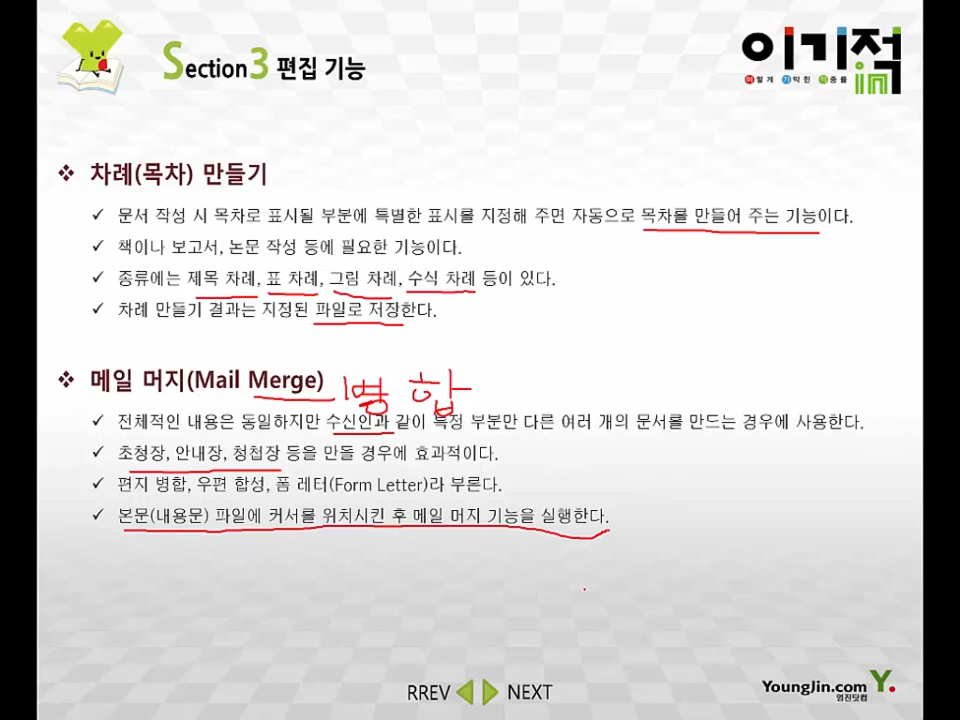 Section3 편집 기능
이기적in
이렇게 기막힌 적중률
❖ 차례(목차) 만들기
✓ 문서 작성 시 목차로 표시될 부분에 특별한 표시를 지정해 주면 자동으로 목차를 만들어 주는 기능이다.
✓ 책이나 보고서, 논문 작성 등에 필요한 기능이다.
✓ 종류에는 제목 차례, 표 차례, 그림 차례, 수식 차례 등이 있다.
✓ 차례 만들기 결과는 지정된 파일로 저장한다.
❖ 메일 머지(Mail Merge) 병합
✓ 전체적인 내용은 동일하지만 수신인과 같이 특정 부분만 다른 여러 개의 문서를 만드는 경우에 사용한다.
✓ 초청장, 안내장, 청첩장 등을 만들 경우에 효과적이다.
✓ 편지 병합, 우편 합성, 폼 레터(Form Letter)라 부른다.
✓ 본문(내용문) 파일에 커서를 위치시킨 후 메일 머지 기능을 실행한다.
RREV NEXT
YoungJin.com Y.
영진닷컴